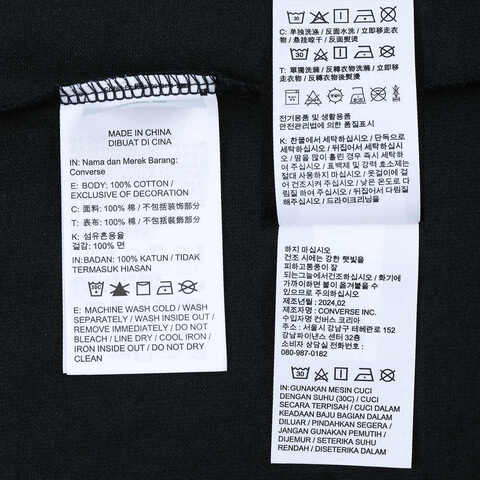 MADE IN CHINA
DIBUAT DI CINA
IN: Nama dan Merek Barang:
Converse
E: BODY: 100% COTTON /
EXCLUSIVE OF DECORATION
C: 面料: 100% 棉 / 不包括装饰部分
T: 表布: 100% 棉 / 不包括裝飾部分
K: 섬유혼용율
겉감: 100% 면
IN: BADAN: 100% KATUN / TIDAK
TERMASUK HIASAN
E: MACHINE WASH COLD / WASH
SEPARATELY / WASH INSIDE OUT /
REMOVE IMMEDIATELY / DO NOT
BLEACH / LINE DRY / COOL IRON /
IRON INSIDE OUT / DO NOT DRY
CLEAN
C: 单独洗涤 / 反面水洗 / 立即移走衣
物 / 悬挂晾干 / 反面熨烫
T: 單獨洗滌 / 反轉衣物洗滌 / 立即移
走衣物 / 反轉衣物後熨燙
전기용품 및 생활용품
안전관리법에 의한 품질표시
K: 찬물에서 세탁하십시오 / 단독으로
세탁하십시오 / 뒤집어서 세탁하십시
오 / 땀을 많이 흘린 경우 즉시 세탁하
여 주십시오 / 표백제 및 강력 효소제는
절대 사용하지 마십시오 / 옷걸이에 걸
어 건조하십시오 / 낮은 온도로 다
림질 하십시오 / 뒤집어서 다림질
해주십시오 / 드라이크리닝을
하지 마십시오
건조 시에는 강한 햇빛을
피하고통풍이 잘
되는그늘에서건조하십시오 / 화기에
가까이하면 불이 옮겨붙을 수
있으므로 주의하십시오
제조년월 : 2024,02
제조자명 : CONVERSE INC.
수입자명 : 컨버스 코리아
주소 : 서울시 강남구 테헤란로 152
강남파이낸스 센터 32층
소비자 상담실 전화번호 :
080-987-0182
IN: GUNAKAN MESIN CUCI
DENGAN SUHU (30C) / CUCI
SECARA TERPISAH / CUCI DALAM
KEADAAN BAJU BAGIAN DALAM
DILUAR / PINDAHKAN SEGERA /
JANGAN GUNAKAN PEMUTIH /
DIJEMUR / SETERIKA SUHU
RENDAH / DISETERIKA DALAM